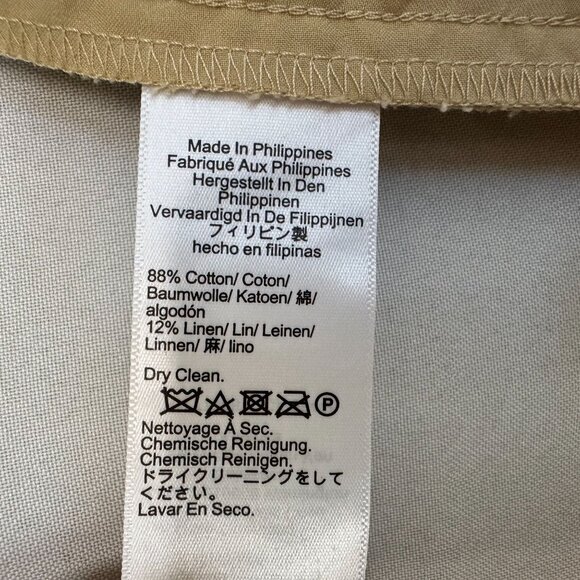 Made In Philippines
Fabriqué Aux Philippines
Hergestellt In Den
Philippinen
Vervaardigd In De Filippijnen
フィリピン製
hecho en filipinas
88% Cotton/ Coton/
Baumwolle/ Katoen/ 綿/
algodón
12% Linen/ Lin/ Leinen/
Linnen/ 麻/ lino
Dry Clean.
P
Nettoyage À Sec.
Chemische Reinigung.
Chemisch Reinigen.
ドライクリーニングをして
ください。
Lavar En Seco.